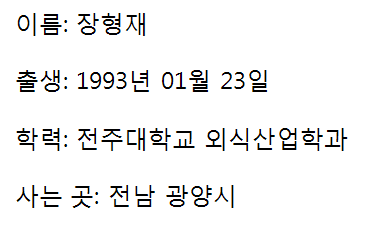 이름: 장형재
출생: 1993년 01월 23일
학력: 전주대학교 외식산업학과
사는 곳: 전남 광양시